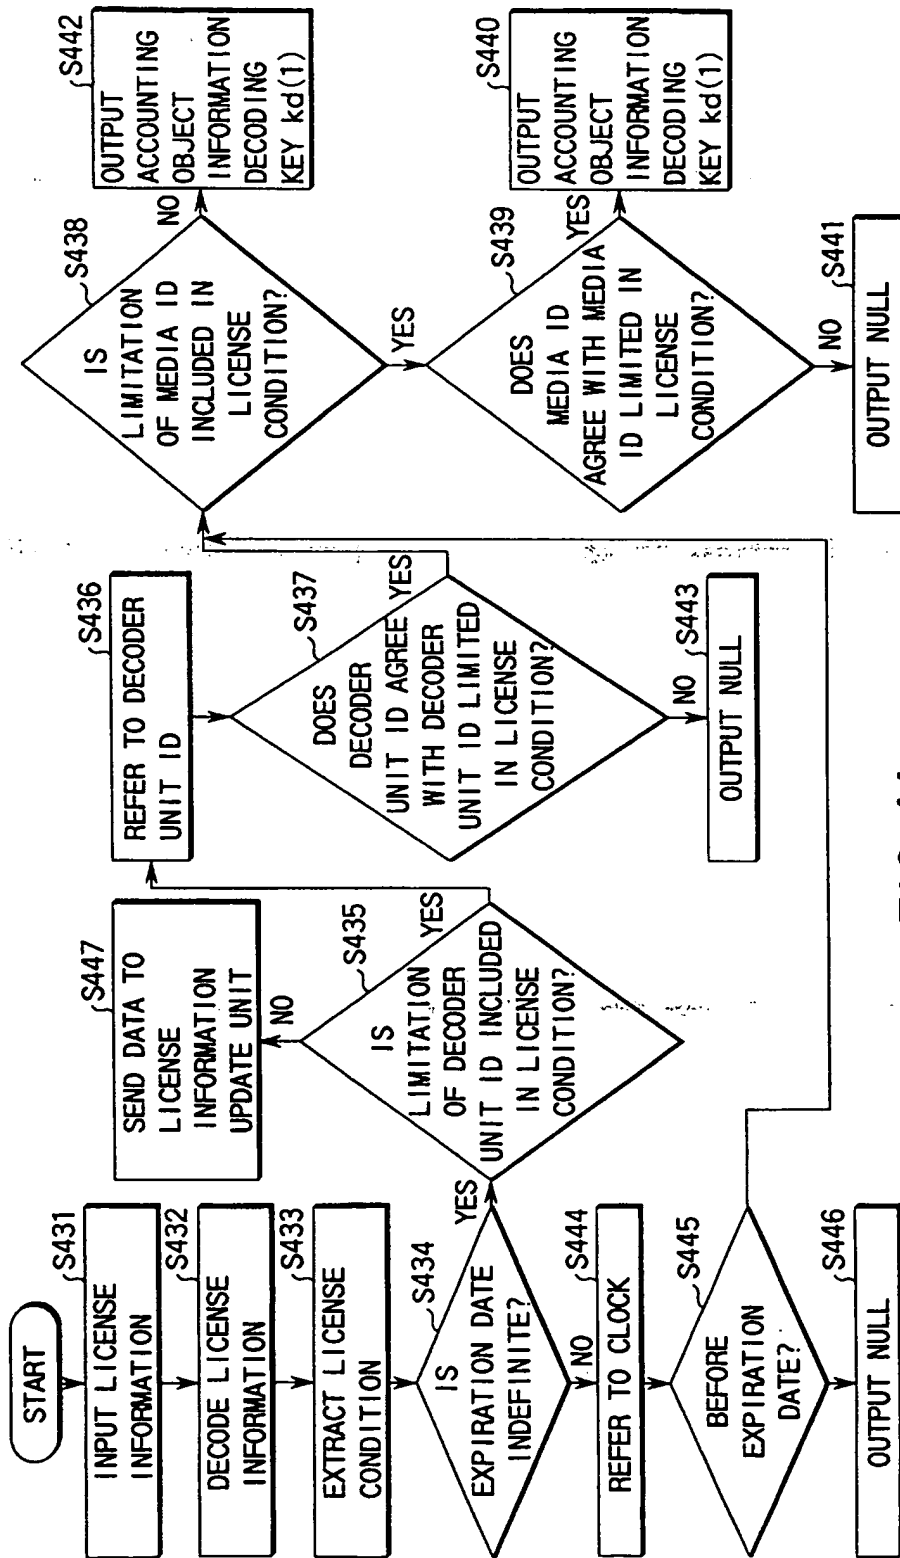 START
S431
INPUT LICENSE
INFORMATION
S432
DECODE LICENSE
INFORMATION
S433
EXTRACT LICENSE
CONDITION
S434
IS
EXPIRATION DATE
INDEFINITE?
YES
NO
S444
REFER TO CLOCK
S445
BEFORE
EXPIRATION
DATE?
S446
OUTPUT NULL
S447
SEND DATA TO
LICENSE
INFORMATION
UPDATE UNIT
NO
S435
IS
LIMITATION
OF DECODER
UNIT ID INCLUDED
IN LICENSE
CONDITION?
YES
S436
REFER TO DECODER
UNIT ID
S437
DOES
DECODER
UNIT ID AGREE
WITH DECODER
UNIT ID LIMITED
IN LICENSE
CONDITION?
YES
NO
S443
OUTPUT NULL
S438
IS
LIMITATION
OF MEDIA ID
INCLUDED IN
LICENSE
CONDITION?
NO
YES
S442
OUTPUT
ACCOUNTING
OBJECT
INFORMATION
DECODING
KEY kd(1)
S439
DOES
MEDIA ID
AGREE WITH MEDIA
ID LIMITED IN
LICENSE
CONDITION?
YES
NO
S440
OUTPUT
ACCOUNTING
OBJECT
INFORMATION
DECODING
KEY kd(1)
S441
OUTPUT NULL